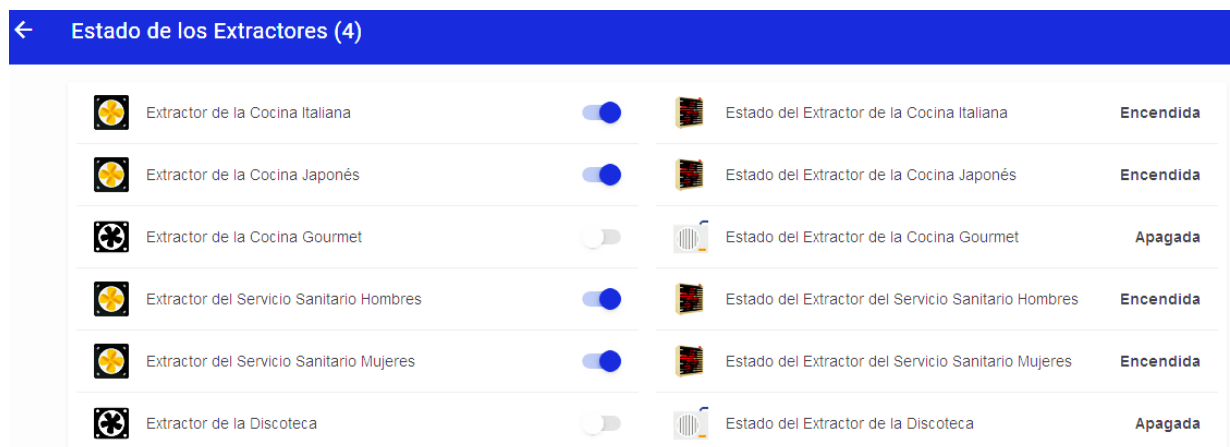 Estado de los Extractores (4)
Extractor de la Cocina Italiana
Estado del Extractor de la Cocina Italiana
Encendida
Extractor de la Cocina Japonés
Estado del Extractor de la Cocina Japonés
Encendida
Extractor de la Cocina Gourmet
Estado del Extractor de la Cocina Gourmet
Apagada
Extractor del Servicio Sanitario Hombres
Estado del Extractor del Servicio Sanitario Hombres
Encendida
Extractor del Servicio Sanitario Mujeres
Estado del Extractor del Servicio Sanitario Mujeres
Encendida
Extractor de la Discoteca
Estado del Extractor de la Discoteca
Apagada